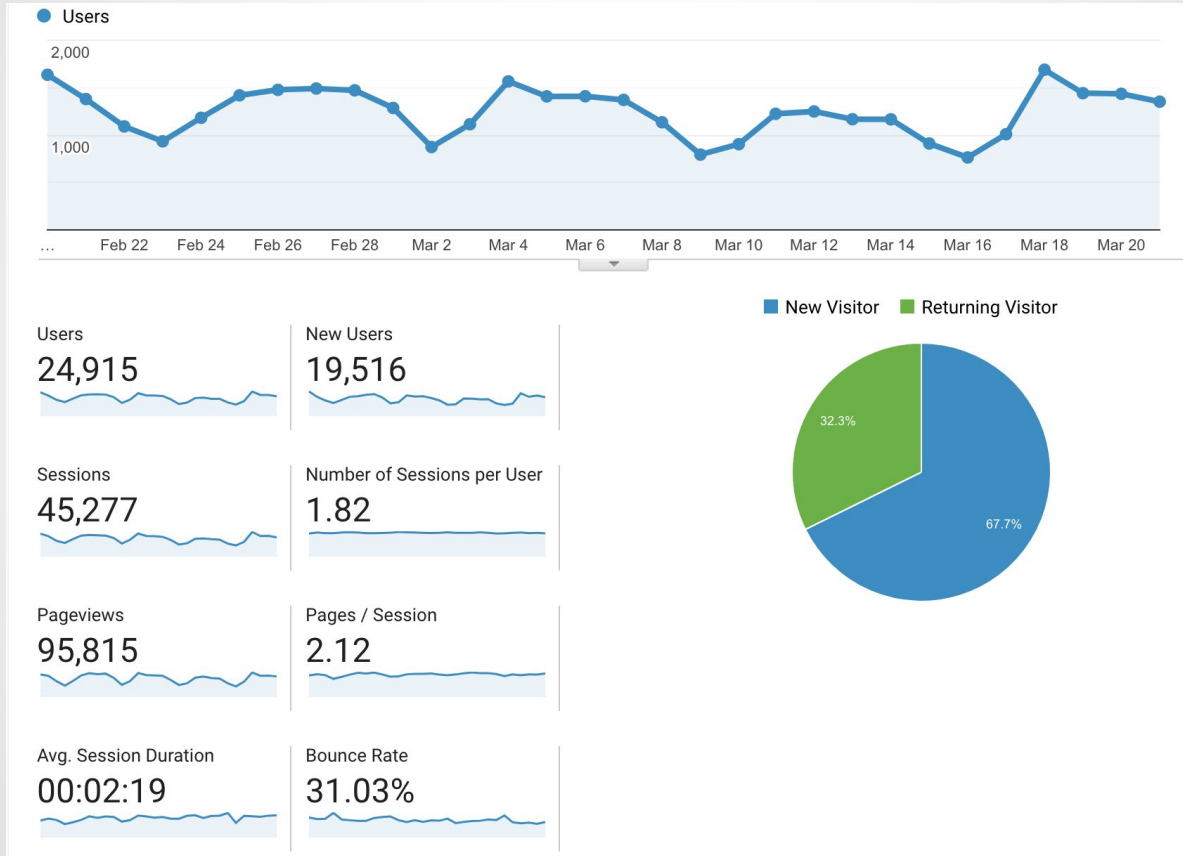 Users
2,000
1,000
...
Feb 22
Feb 24
Feb 26
Feb 28
Mar 2
Mar 4
Mar 6
Mar 8
Mar 10
Mar 12
Mar 14
Mar 16
Mar 18
Mar 20
New Visitor
Returning Visitor
32.3%
67.7%
Users
24,915
New Users
19,516
Sessions
45,277
Number of Sessions per User
1.82
Pageviews
95,815
Pages / Session
2.12
Avg. Session Duration
00:02:19
Bounce Rate
31.03%